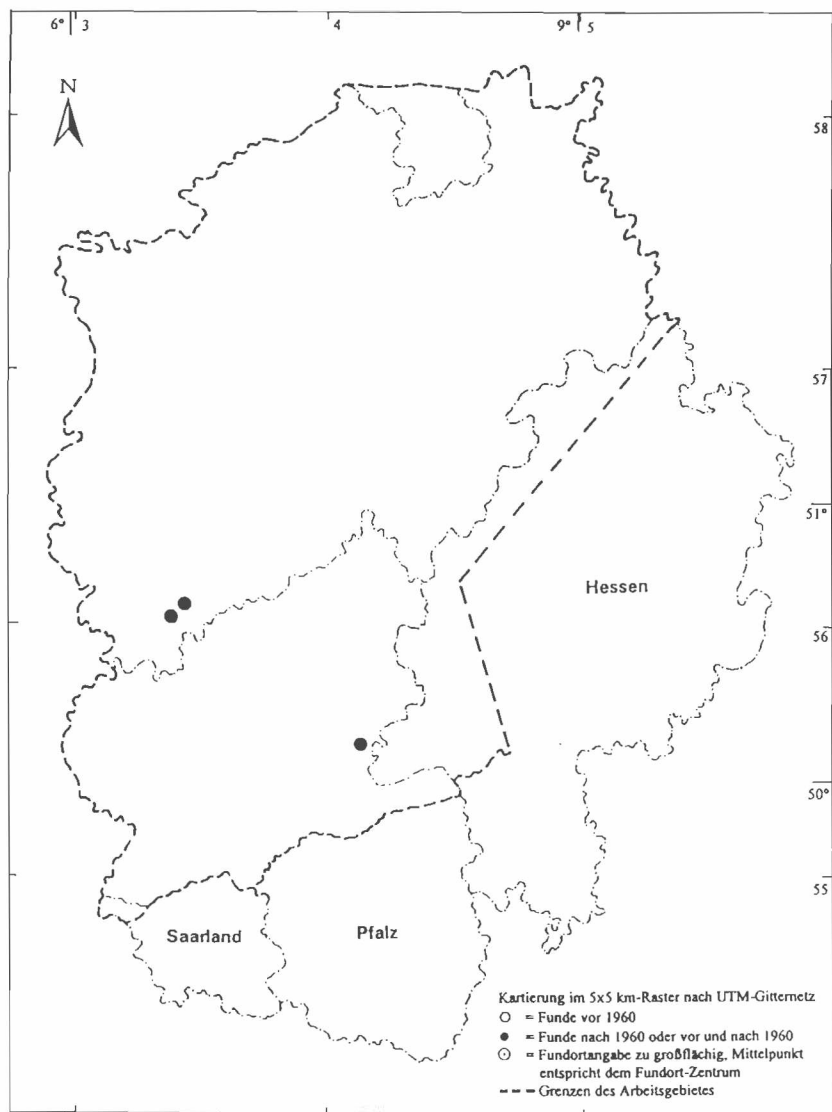 6° 3 4 9° 5
N
58
57
51°
Hessen
56
50°
55
Saarland
Pfalz
Kartierung im 5x5 km-Raster nach UTM-Gitternetz
= Funde vor 1960
= Funde nach 1960 oder vor und nach 1960
= Fundortangabe zu großflächig, Mittelpunkt
entspricht dem Fundort-Zentrum
= Grenzen des Arbeitsgebietes